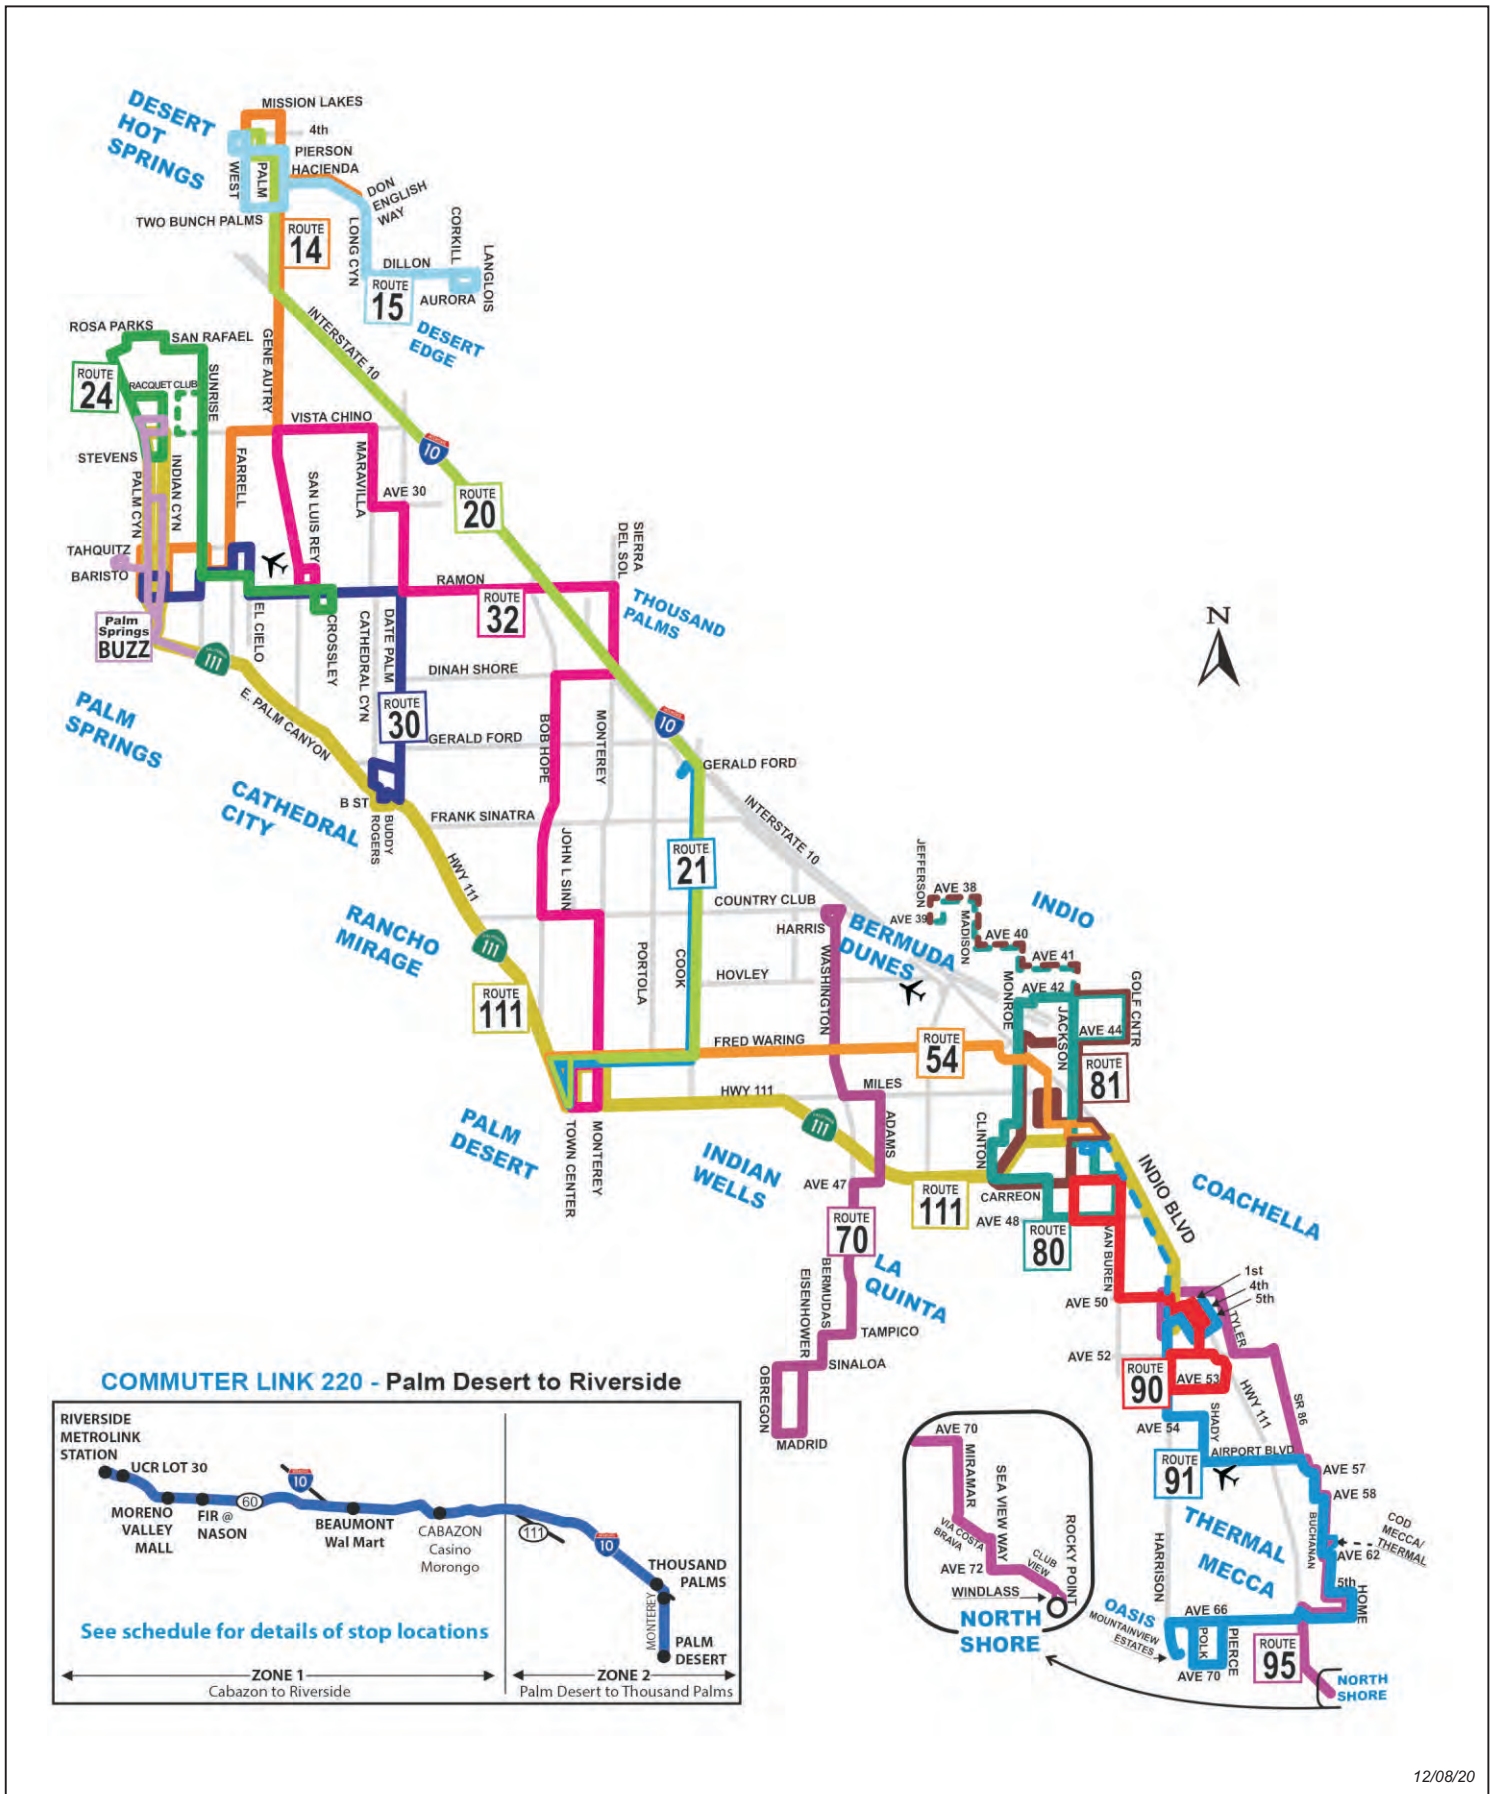 MISSION LAKES
4th
DESERT
HOT
SPRINGS
PIERSON
HACIENDA
WEST
PALM
DON
ENGLISH
WAY
TWO BUNCH PALMS
ROUTE
14
LONG CYN
CORKILL
LANGLOIS
DILLON
ROUTE
15
AURORA
DESERT
EDGE
INTERSTATE 10
GENE AUTRY
ROSA PARKS
SAN RAFAEL
ROUTE
24
RACQUET CLUB
SUNRISE
VISTA CHINO
10
STEVENS
PALM CYN
INDIAN CYN
FARRELL
SAN LUIS REY
MARAVILLA
AVE 30
ROUTE
20
SIERRA
DEL SOL
TAHQUITZ
BARISTO
RAMON
ROUTE
32
THOUSAND
PALMS
Palm
Springs
BUZZ
111
EL CIELO
CROSSLEY
CATHEDRAL CYN
DATE PALM
DINAH SHORE
N
PALM
SPRINGS
E. PALM CANYON
ROUTE
30
GERALD FORD
BOB HOPE
MONTEREY
10
GERALD FORD
CATHEDRAL
CITY
B ST
BUDDY
ROGERS
FRANK SINATRA
INTERSTATE 10
HWY 111
JOHN L SINN
ROUTE
21
JEFFERSON
AVE 38
INDIO
COUNTRY CLUB
AVE 39
MADISON
RANCHO
MIRAGE
111
HARRIS
BERMUDA
DUNES
AVE 40
AVE 41
PORTOLA
COOK
HOVLEY
WASHINGTON
MONROE
AVE 42
GOLF CNTR
ROUTE
111
JACKSON
AVE 44
FRED WARING
ROUTE
54
ROUTE
81
HWY 111
MILES
111
ADAMS
CLINTON
PALM
DESERT
TOWN CENTER
MONTEREY
INDIAN
WELLS
AVE 47
ROUTE
111
CARREON
INDIO BLVD
COACHELLA
AVE 48
ROUTE
70
ROUTE
80
VAN BUREN
LA
QUINTA
EISENHOWER
BERMUDAS
1st
4th
5th
AVE 50
TYLER
TAMPICO
AVE 52
SINALOA
ROUTE
90
AVE 53
OBREGON
HWY 111
SR 86
MADRID
AVE 54
SHADY
AIRPORT BLVD
ROUTE
91
AVE 57
AVE 58
THERMAL
MECCA
BUCHANAN
COD
MECCA/
THERMAL
AVE 62
HARRISON
5th
HOME
OASIS
MOUNTAINVIEW
ESTATES
AVE 66
POLK
PIERCE
AVE 70
ROUTE
95
NORTH
SHORE
AVE 70
MIRAMAR
SEA VIEW WAY
ROCKY POINT
VIA COSTA
BRAVA
CLUB
VIEW
AVE 72
WINDLASS
NORTH
SHORE
COMMUTER LINK 220 - Palm Desert to Riverside
RIVERSIDE
METROLINK
STATION
UCR LOT 30
10
MORENO
VALLEY
MALL
FIR @
NASON
60
BEAUMONT
Wal Mart
CABAZON
Casino
Morongo
111
10
THOUSAND
PALMS
MONTEREY
PALM
DESERT
See schedule for details of stop locations
ZONE 1
Cabazon to Riverside
ZONE 2
Palm Desert to Thousand Palms
12/08/20